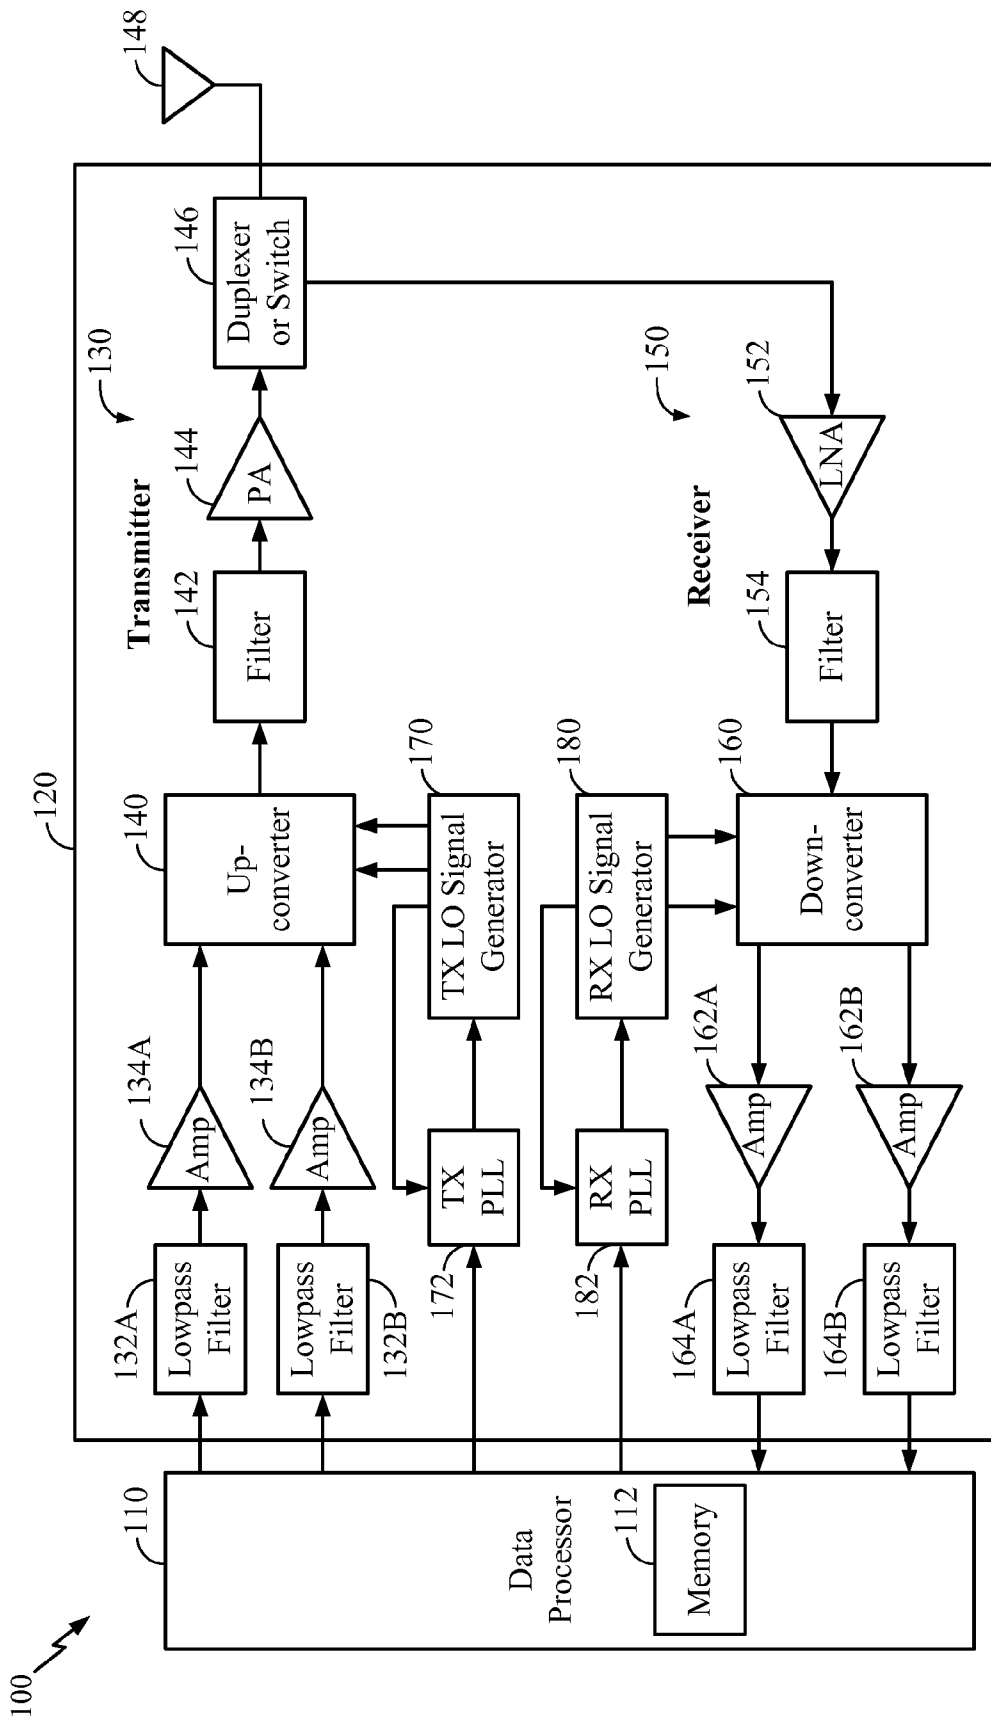 100
110
Data
Processor
112
Memory
120
132A
Lowpass
Filter
134A
Amp
132B
Lowpass
Filter
134B
Amp
140
Up-
converter
Transmitter
130
142
Filter
144
PA
146
Duplexer
or Switch
148
172
TX
PLL
170
TX LO Signal
Generator
182
RX
PLL
180
RX LO Signal
Generator
Receiver
150
152
LNA
154
Filter
160
Down-
converter
162A
Amp
164A
Lowpass
Filter
162B
Amp
164B
Lowpass
Filter